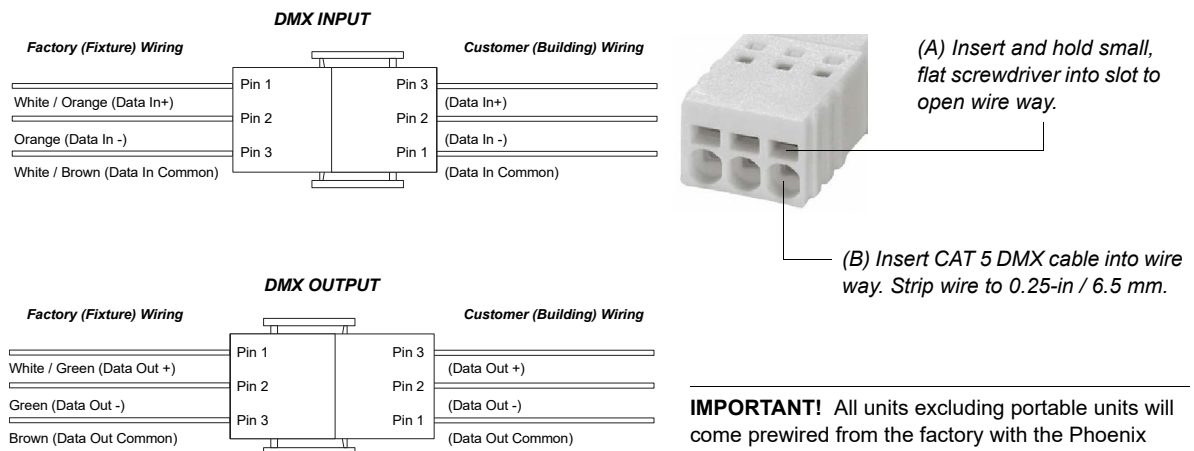 DMX INPUT
Factory (Fixture) Wiring
Customer (Building) Wiring
Pin 1
Pin 3
White / Orange (Data In+)
(Data In+)
Pin 2
Pin 2
Orange (Data In -)
(Data In -)
Pin 3
Pin 1
White / Brown (Data In Common)
(Data In Common)
(A) Insert and hold small,
flat screwdriver into slot to
open wire way.
(B) Insert CAT 5 DMX cable into wire
way. Strip wire to 0.25-in / 6.5 mm.
DMX OUTPUT
Factory (Fixture) Wiring
Customer (Building) Wiring
Pin 1
Pin 3
White / Green (Data Out +)
(Data Out +)
Pin 2
Pin 2
Green (Data Out -)
(Data Out -)
Pin 3
Pin 1
Brown (Data Out Common)
(Data Out Common)
IMPORTANT! All units excluding portable units will
come prewired from the factory with the Phoenix